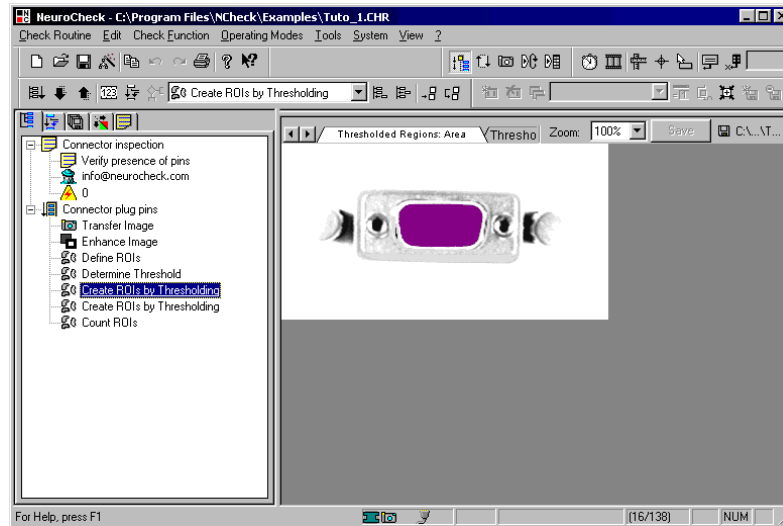 NeuroCheck - C:\Program Files\NCheck\Examples\Tuto_1.CHR
Check Routine Edit Check Function Operating Modes Tools System View ?
Create ROIs by Thresholding
Connector inspection
Verify presence of pins
info@neurocheck.com
0
Connector plug pins
Transfer Image
Enhance Image
Define ROIs
Determine Threshold
Create ROIs by Thresholding
Create ROIs by Thresholding
Count ROIs
Thresholded Regions: Area Thresho Zoom: 100% Save C:\...\T...
For Help, press F1 (16/138) NUM